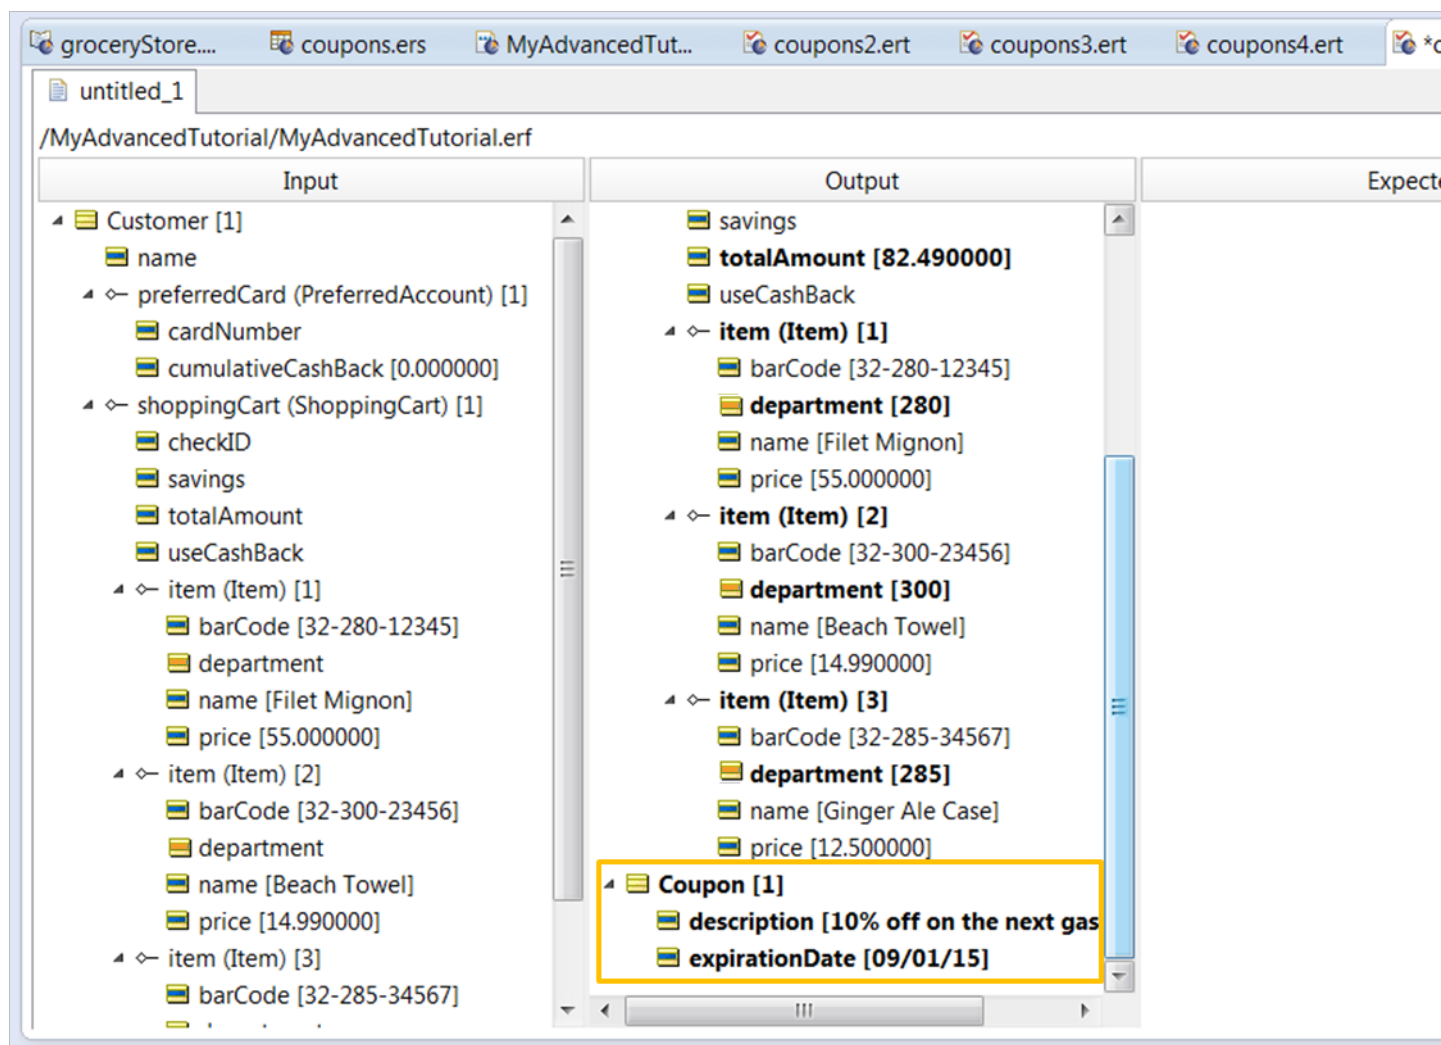 groceryStore.... coupons.ers MyAdvancedTut... coupons2.ert coupons3.ert coupons4.ert
untitled_1
/MyAdvancedTutorial/MyAdvancedTutorial.erf
Input
Customer [1]
name
preferredCard (PreferredAccount) [1]
cardNumber
cumulativeCashBack [0.000000]
shoppingCart (ShoppingCart) [1]
checkID
savings
totalAmount
useCashBack
item (Item) [1]
barCode [32-280-12345]
department
name [Filet Mignon]
price [55.000000]
item (Item) [2]
barCode [32-300-23456]
department
name [Beach Towel]
price [14.990000]
item (Item) [3]
barCode [32-285-34567]
Output
savings
totalAmount [82.490000]
useCashBack
item (Item) [1]
barCode [32-280-12345]
department [280]
name [Filet Mignon]
price [55.000000]
item (Item) [2]
barCode [32-300-23456]
department [300]
name [Beach Towel]
price [14.990000]
item (Item) [3]
barCode [32-285-34567]
department [285]
name [Ginger Ale Case]
price [12.500000]
Coupon [1]
description [10% off on the next gas
expirationDate [09/01/15]